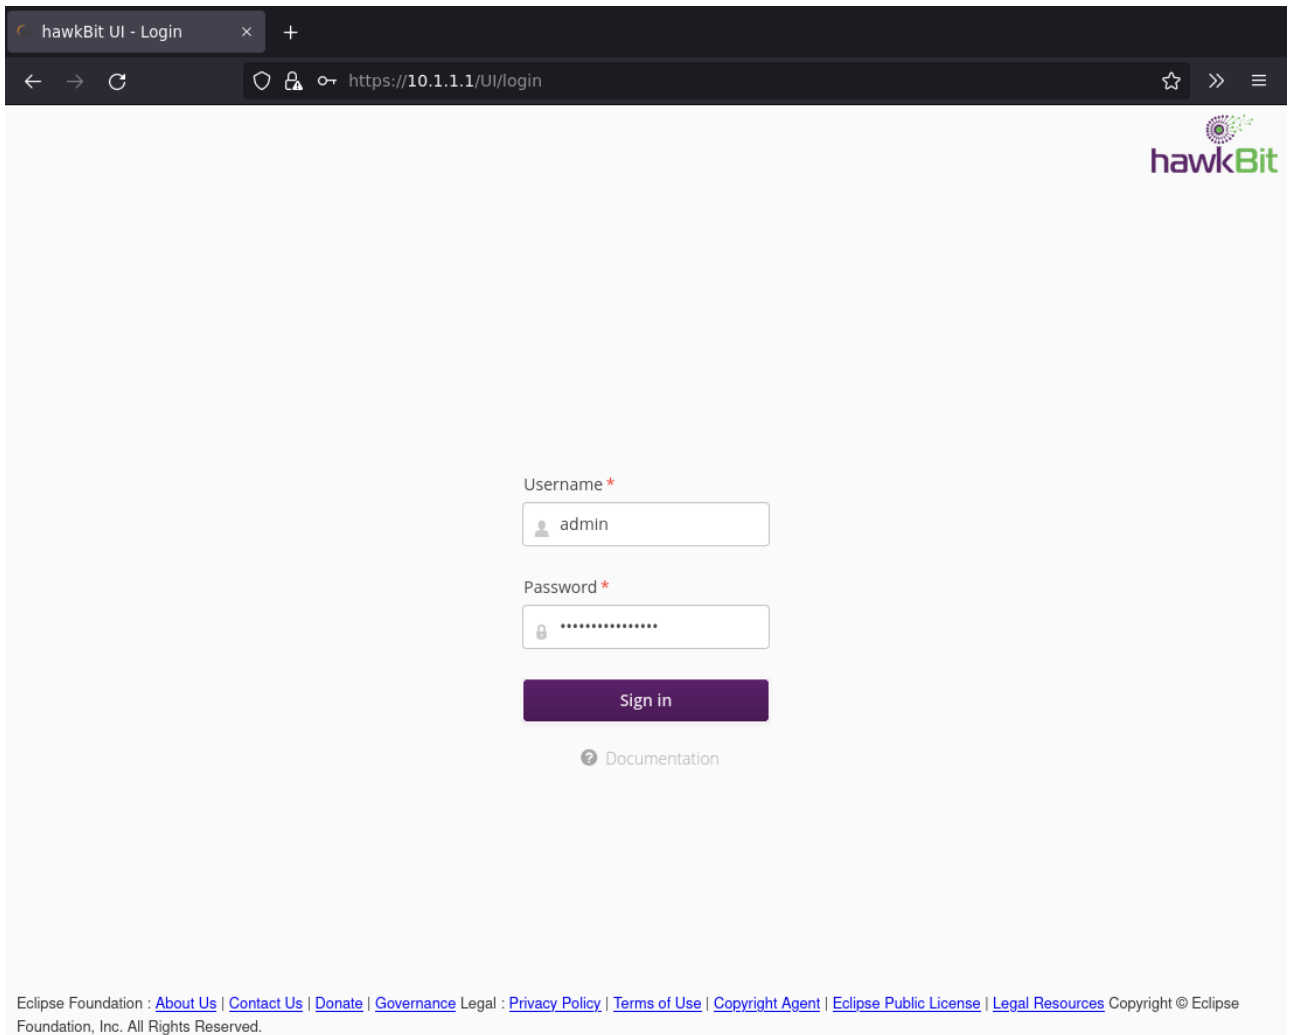 hawkBit UI - Login
https://10.1.1.1/UI/login
hawkBit
Username *
admin
Password *
••••••••••••••••
Sign in
Documentation
Eclipse Foundation : About Us | Contact Us | Donate | Governance Legal : Privacy Policy | Terms of Use | Copyright Agent | Eclipse Public License | Legal Resources Copyright © Eclipse
Foundation, Inc. All Rights Reserved.